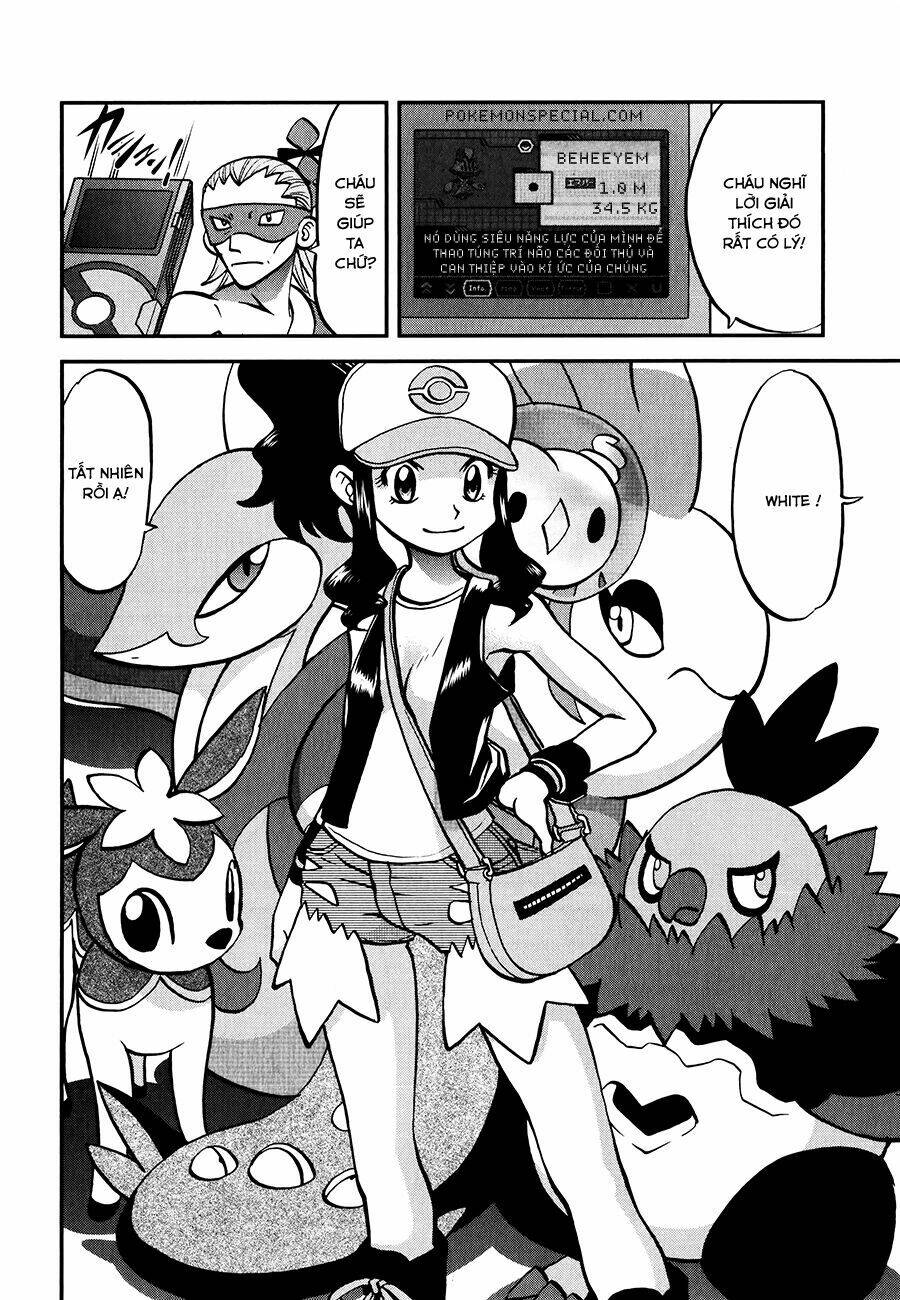 POKEMONSPECIAL.COM
BEHEEYEM
1.0 M
34.5 KG
NÓ DÙNG SIÊU NĂNG LỰC CỦA MÌNH ĐỂ
THAO TÚNG TRÍ NÃO CÁC ĐỐI THỦ VÀ
CAN THIỆP VÀO KÍ ỨC CỦA CHÚNG
Info.
CHÁU NGHĨ
LỜI GIẢI
THÍCH ĐÓ
RẤT CÓ LÝ!
CHÁU
SẼ
GIÚP
TA
CHỨ?
WHITE !
TẤT NHIÊN
RỒI Ạ!